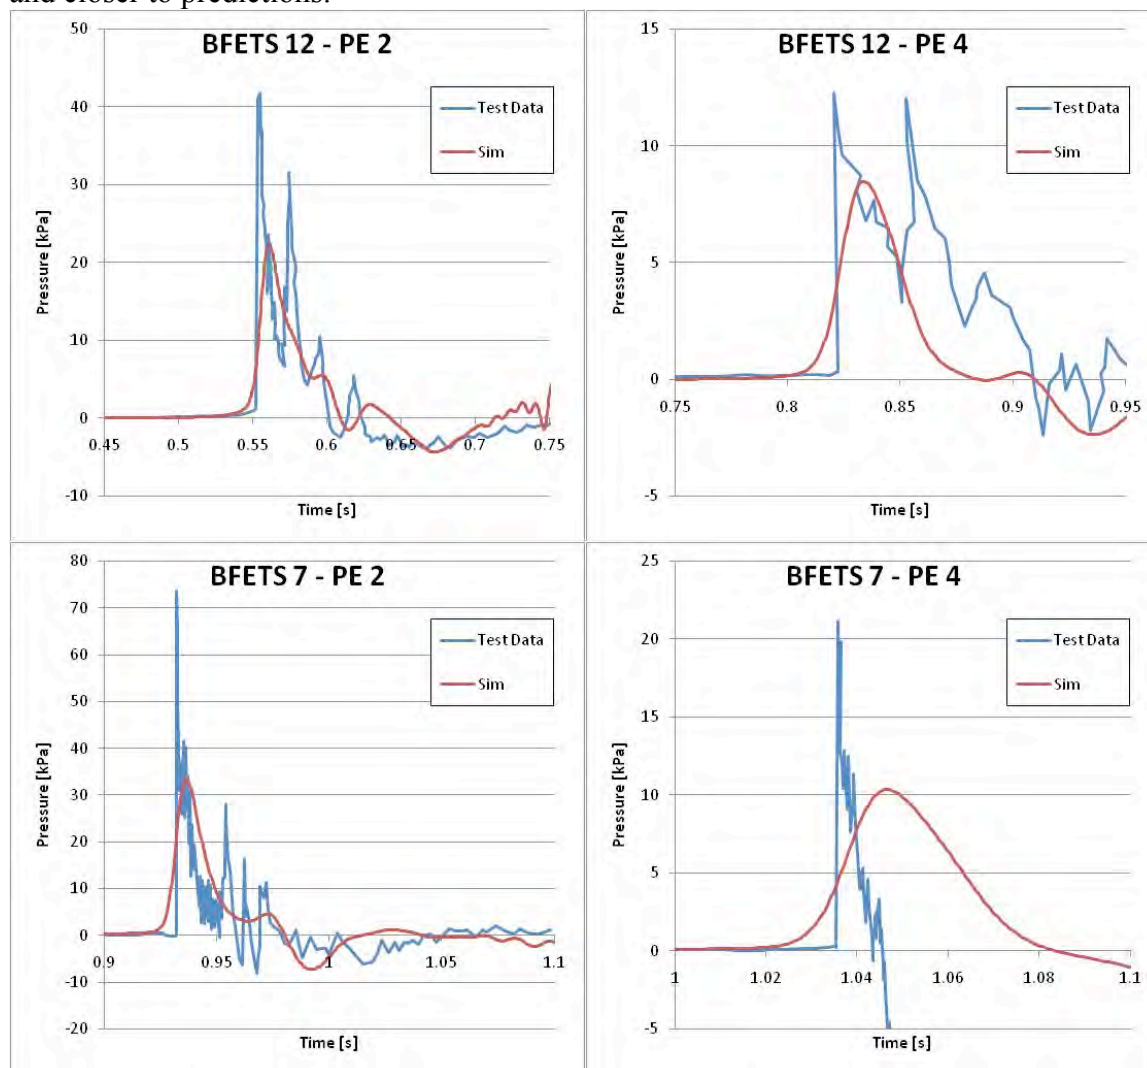 and closer to predictions.
BFETS 12 - PE 2
50
40
30
20
10
0
-10
Pressure [kPa]
Test Data
Sim
0.45 0.5 0.55 0.6 0.65 0.7 0.75
Time [s]
BFETS 12 - PE 4
15
10
5
0
-5
Pressure [kPa]
Test Data
Sim
0.75 0.8 0.85 0.9 0.95
Time [s]
BFETS 7 - PE 2
80
70
60
50
40
30
20
10
0
-10
-20
Pressure [kPa]
Test Data
Sim
0.9 0.95 1 1.05 1.1
Time [s]
BFETS 7 - PE 4
25
20
15
10
5
0
-5
Pressure [kPa]
Test Data
Sim
1 1.02 1.04 1.06 1.08 1.1
Time [s]